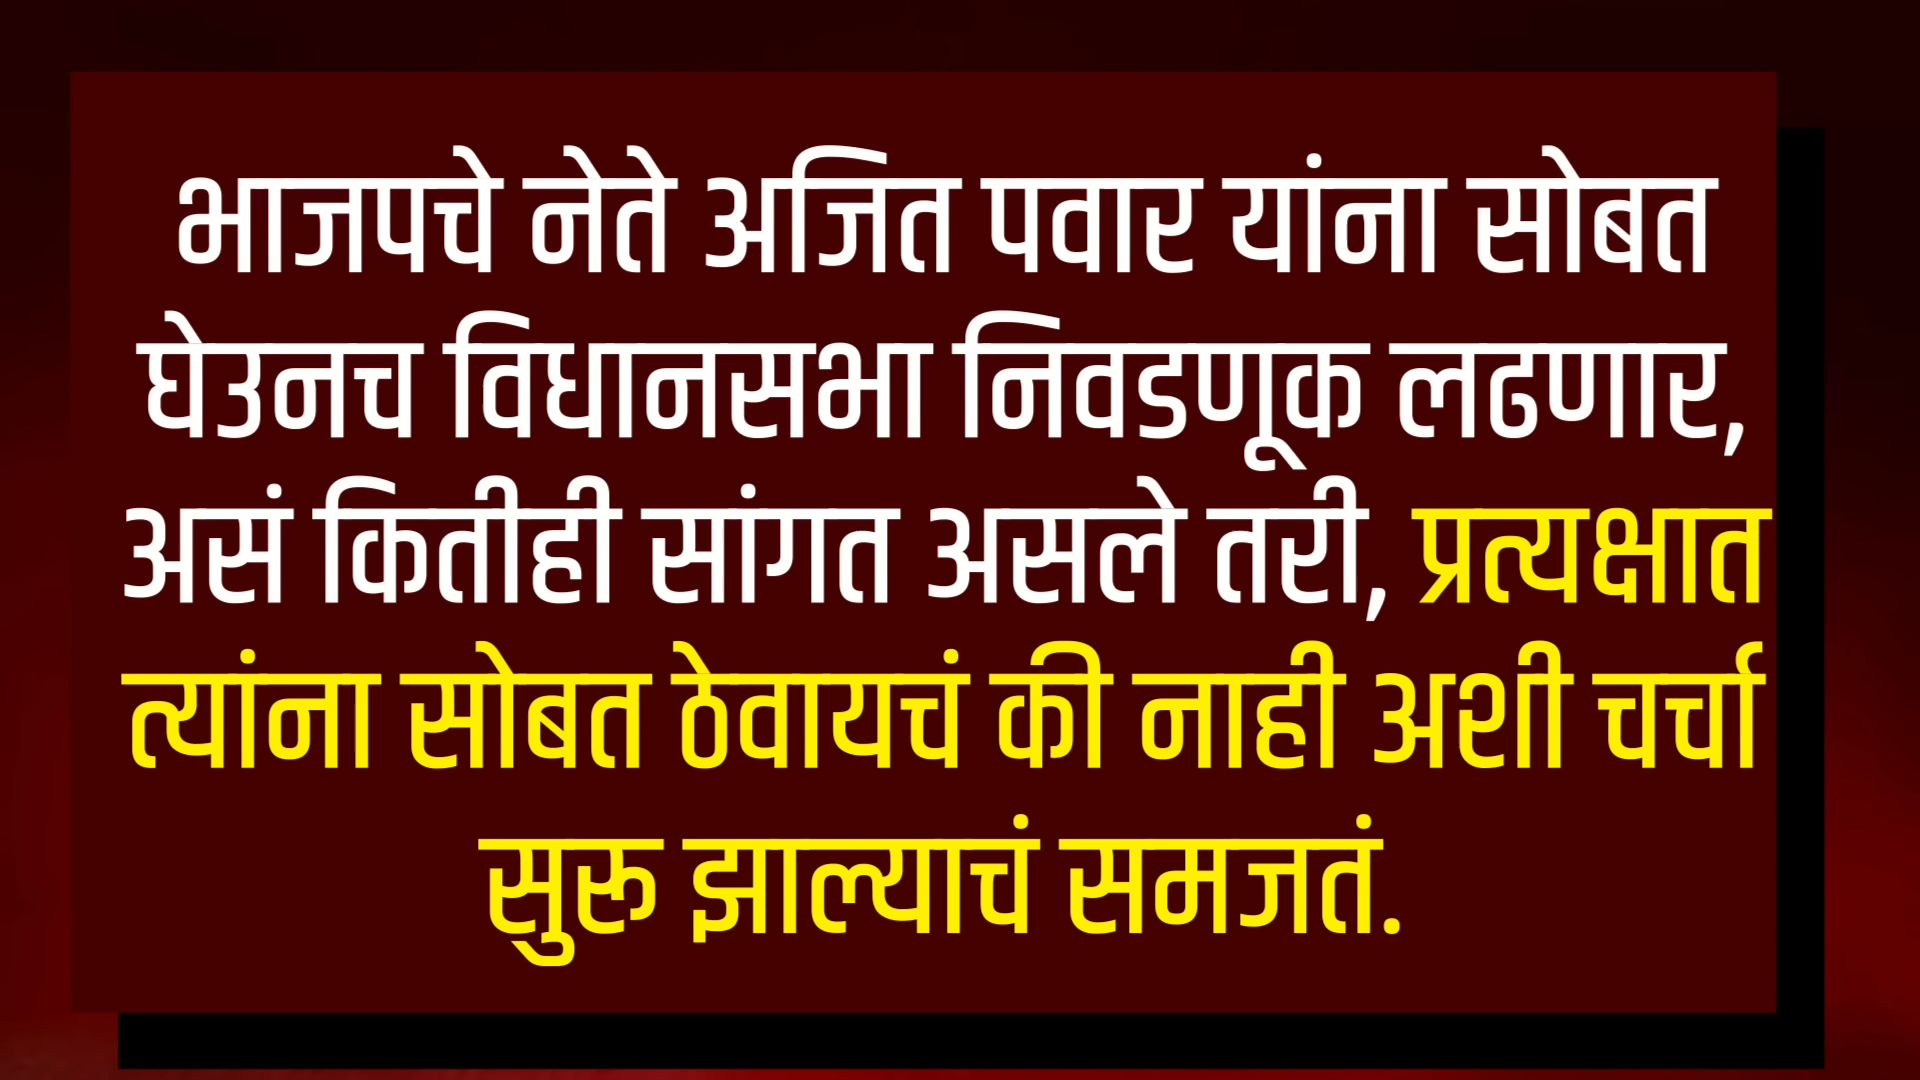 भाजपचे नेते अजित पवार यांना सोबत
घेउनच विधानसभा निवडणूक लढणार,
असं कितीही सांगत असले तरी, प्रत्यक्षात
त्यांना सोबत ठेवायचं की नाही अशी चर्चा
सुरू झाल्याचं समजतं.